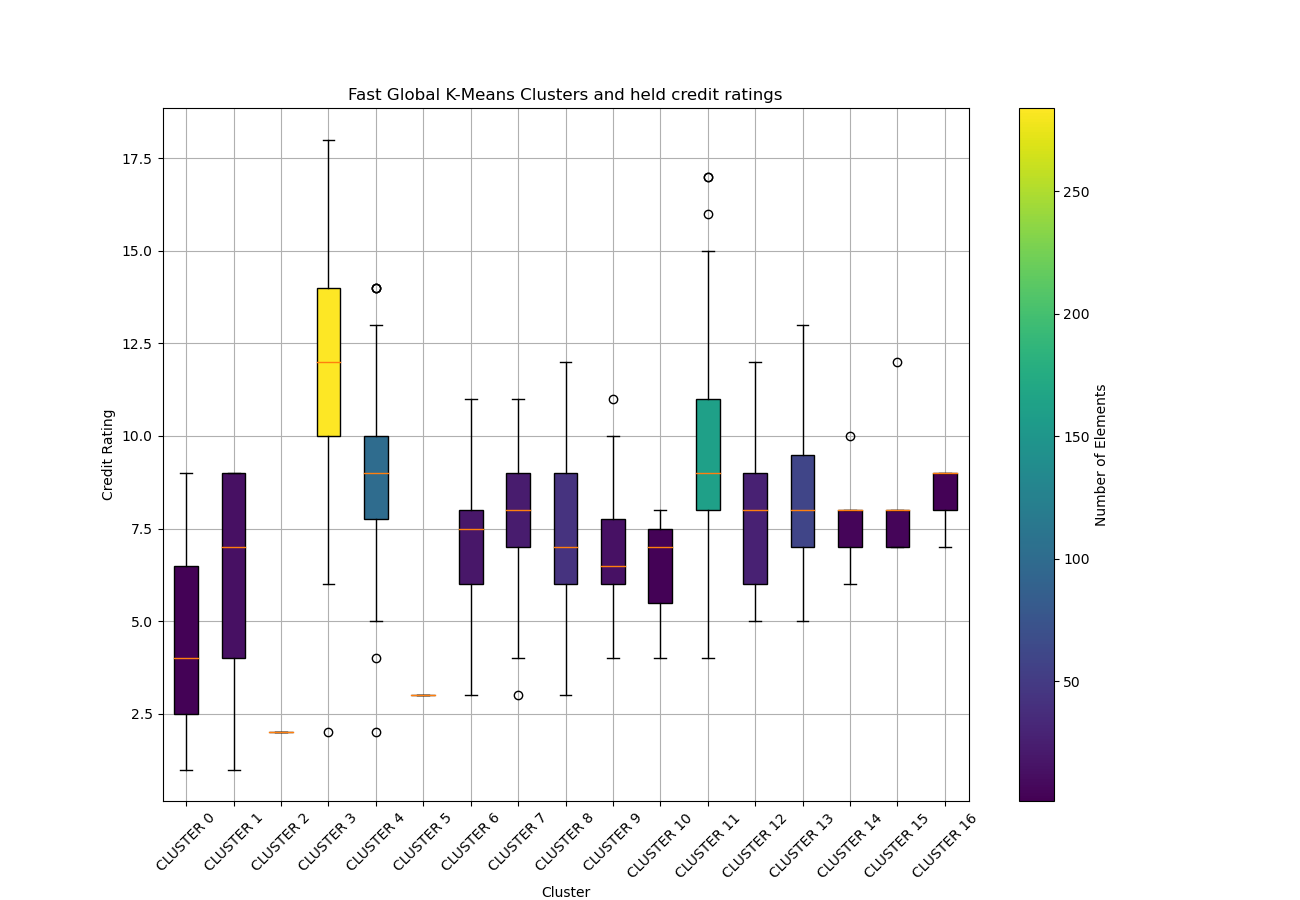 Fast Global K-Means Clusters and held credit ratings
17.5
15.0
12.5
10.0
7.5
5.0
2.5
Credit Rating
CLUSTER 0
CLUSTER 1
CLUSTER 2
CLUSTER 3
CLUSTER 4
CLUSTER 5
CLUSTER 6
CLUSTER 7
CLUSTER 8
CLUSTER 9
CLUSTER 10
CLUSTER 11
CLUSTER 12
CLUSTER 13
CLUSTER 14
CLUSTER 15
CLUSTER 16
Cluster
250
200
150
100
50
Number of Elements